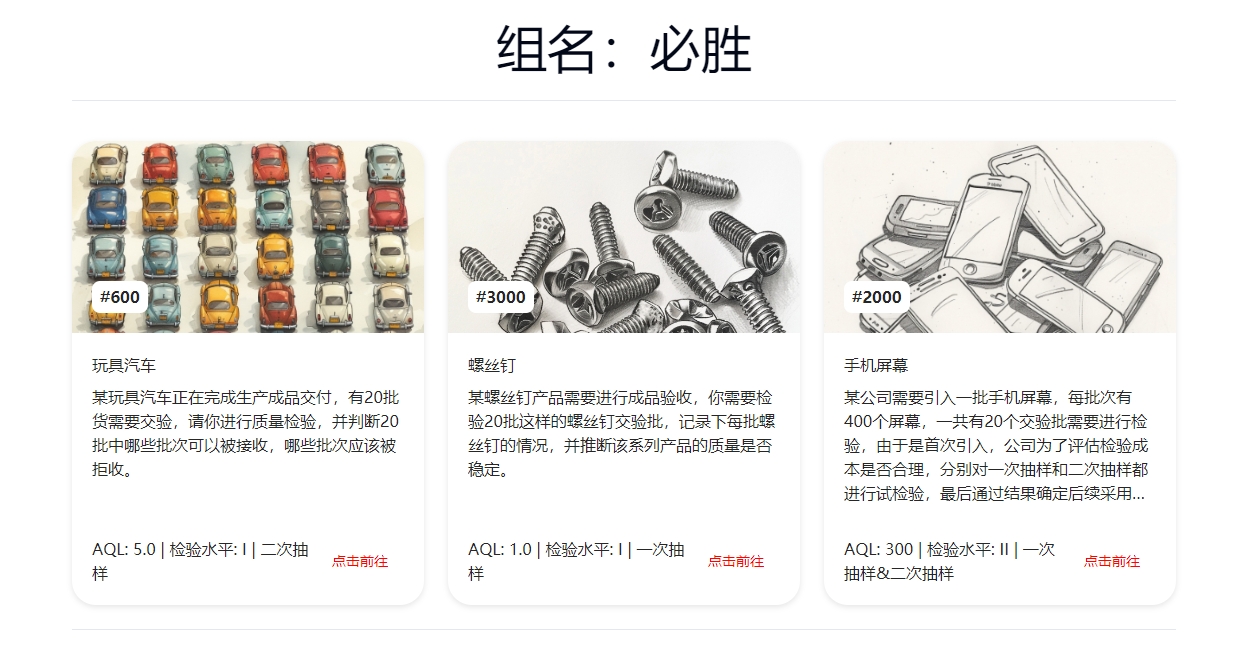 组名：必胜
#600
玩具汽车
某玩具汽车正在完成生产成品交付，有20批
货需要交验，请你进行质量检验，并判断20
批中哪些批次可以被接收，哪些批次应该被
拒收。
AQL: 5.0 | 检验水平: I | 二次抽
样
点击前往
#3000
螺丝钉
某螺丝钉产品需要进行成品验收，你需要检
验20批这样的螺丝钉交验批，记录下每批螺
丝钉的情况，并推断该系列产品的质量是否
稳定。
AQL: 1.0 | 检验水平: I | 一次抽
样
点击前往
#2000
手机屏幕
某公司需要引入一批手机屏幕，每批次有
400个屏幕，一共有20个交验批需要进行检
验，由于是首次引入，公司为了评估检验成
本是否合理，分别对一次抽样和二次抽样都
进行试检验，最后通过结果确定后续采用...
AQL: 300 | 检验水平: II | 一次
抽样&二次抽样
点击前往